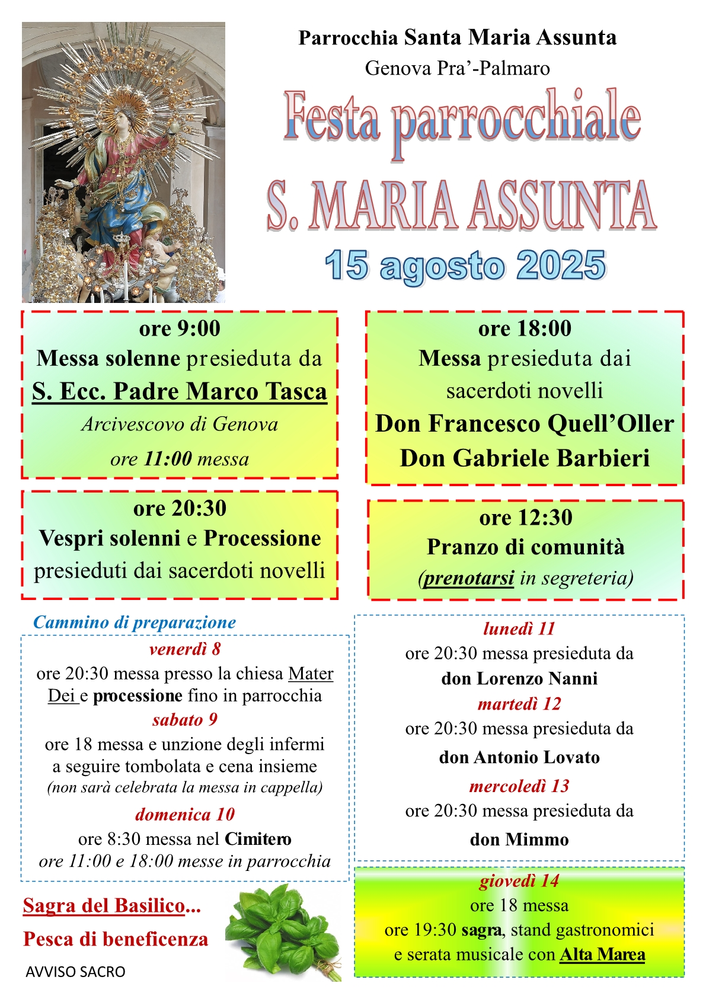 Parrocchia Santa Maria Assunta
Genova Pra’-Palmaro
Festa parrocchiale
S. MARIA ASSUNTA
15 agosto 2025
ore 9:00
Messa solenne presieduta da
S. Ecc. Padre Marco Tasca
Arcivescovo di Genova
ore 11:00 messa
ore 18:00
Messa presieduta dai
sacerdoti novelli
Don Francesco Quell’Oller
Don Gabriele Barbieri
ore 20:30
Vespri solenni e Processione
presieduti dai sacerdoti novelli
ore 12:30
Pranzo di comunità
(prenotarsi in segreteria)
Cammino di preparazione
venerdì 8
ore 20:30 messa presso la chiesa Mater
Dei e processione fino in parrocchia
sabato 9
ore 18 messa e unzione degli infermi
a seguire tombolata e cena insieme
(non sarà celebrata la messa in cappella)
domenica 10
ore 8:30 messa nel Cimitero
ore 11:00 e 18:00 messe in parrocchia
lunedì 11
ore 20:30 messa presieduta da
don Lorenzo Nanni
martedì 12
ore 20:30 messa presieduta da
don Antonio Lovato
mercoledì 13
ore 20:30 messa presieduta da
don Mimmo
giovedì 14
ore 18 messa
ore 19:30 sagra, stand gastronomici
e serata musicale con Alta Marea
Sagra del Basilico...
Pesca di beneficenza
AVVISO SACRO